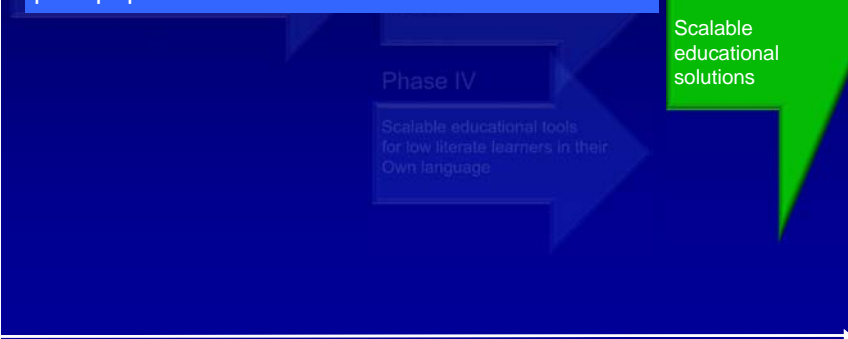 Scalable
educational
solutions
Phase IV
Scalable educational tools
for low literate learners in their
Own language